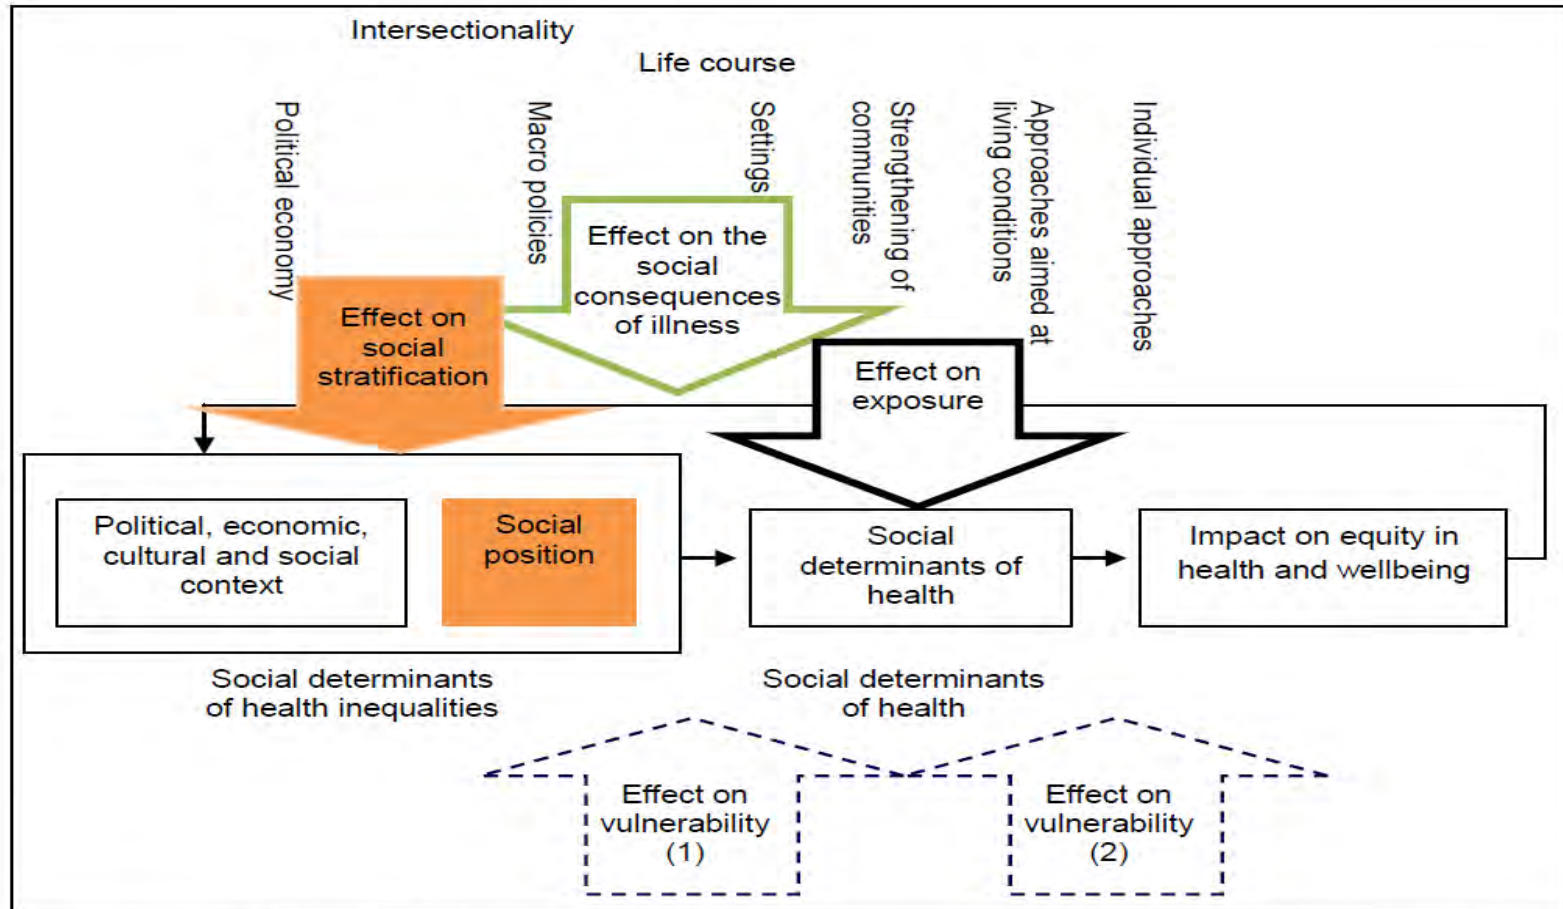 Intersectionality
Life course
Political economy
Macro policies
Settings
Strengthening of
communities
Approaches aimed at
living conditions
Individual approaches
Effect on the
social
consequences
of illness
Effect on
social
stratification
Effect on
exposure
Political, economic,
cultural and social
context
Social
position
Social
determinants of
health
Impact on equity in
health and wellbeing
Social determinants
of health inequalities
Social determinants
of health
Effect on
vulnerability
(1)
Effect on
vulnerability
(2)